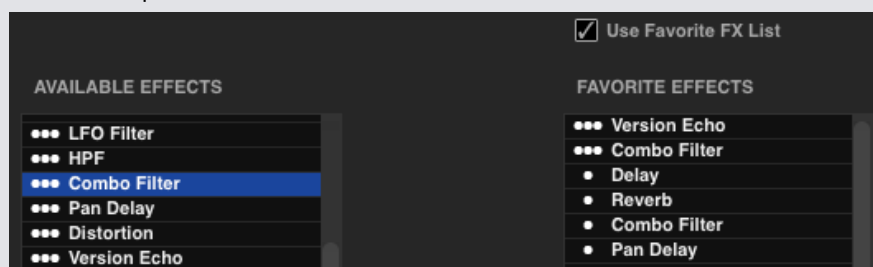 Use Favorite FX List
AVAILABLE EFFECTS
LFO Filter
HPF
Combo Filter
Pan Delay
Distortion
Version Echo
FAVORITE EFFECTS
Version Echo
Combo Filter
Delay
Reverb
Combo Filter
Pan Delay